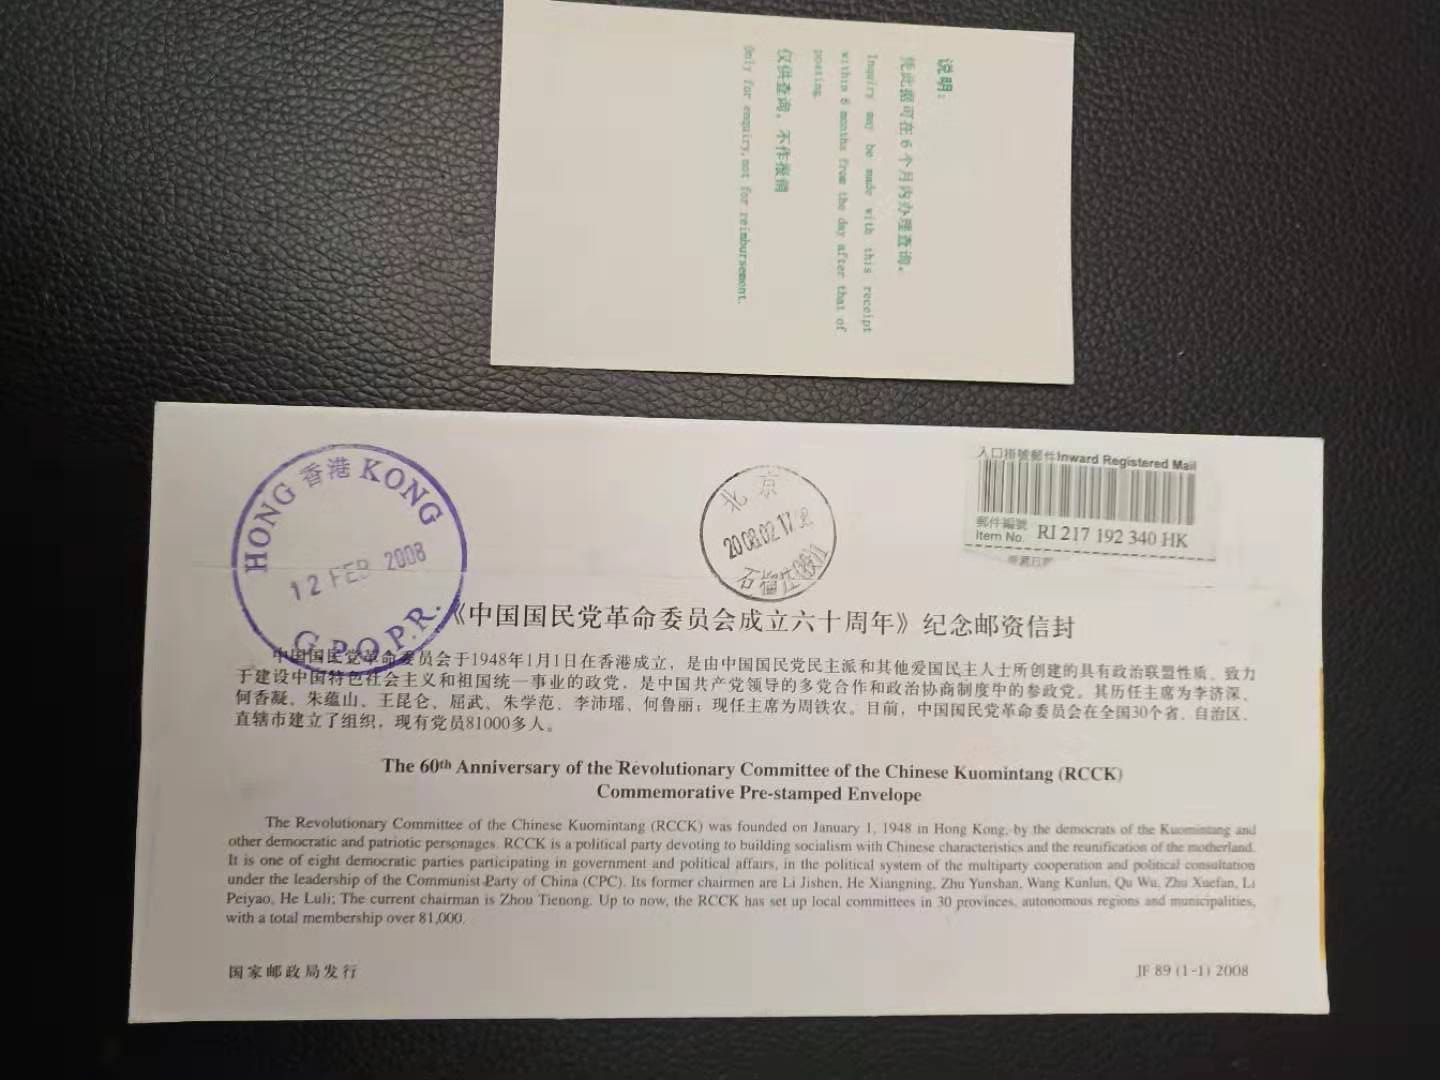 说明:
凭此据可在6个月内办理查询.
Inquiry may be made with this receipt
within 6 months from the day after that of
posting.
仅供查询, 不作报销
Only for enquiry, not for reimbursement.
HONG 香港 KONG
12 FEB 2008
G.P.O.P.R.
北京
2008.02.17
石榴庄(投)1
入口掛號郵件Inward Registered Mail
郵件編號
Item No. RI 217 192 340 HK
《中国国民党革命委员会成立六十周年》纪念邮资信封
中国国民党革命委员会于1948年1月1日在香港成立，是由中国国民党民主派和其他爱国民主人士所创建的具有政治联盟性质、致力
于建设中国特色社会主义和祖国统一事业的政党，是中国共产党领导的多党合作和政治协商制度中的参政党。其历任主席为李济深、
何香凝、朱蕴山、王昆仑、屈武、朱学范、李沛瑶、何鲁丽；现任主席为周铁农。目前，中国国民党革命委员会在全国30个省、自治区、
直辖市建立了组织，现有党员81000多人。
The 60th Anniversary of the Revolutionary Committee of the Chinese Kuomintang (RCCK)
Commemorative Pre-stamped Envelope
The Revolutionary Committee of the Chinese Kuomintang (RCCK) was founded on January 1, 1948 in Hong Kong, by the democrats of the Kuomintang and
other democratic and patriotic personages. RCCK is a political party devoting to building socialism with Chinese characteristics and the reunification of the motherland.
It is one of eight democratic parties participating in government and political affairs, in the political system of the multiparty cooperation and political consultation
under the leadership of the Communist Party of China (CPC). Its former chairmen are Li Jishen, He Xiangning, Zhu Yunshan, Wang Kunlun, Qu Wu, Zhu Xuefan, Li
Peiyao, He Luli; The current chairman is Zhou Tienong. Up to now, the RCCK has set up local committees in 30 provinces, autonomous regions and municipalities,
with a total membership over 81,000.
国家邮政局发行
JF 89 (1-1) 2008